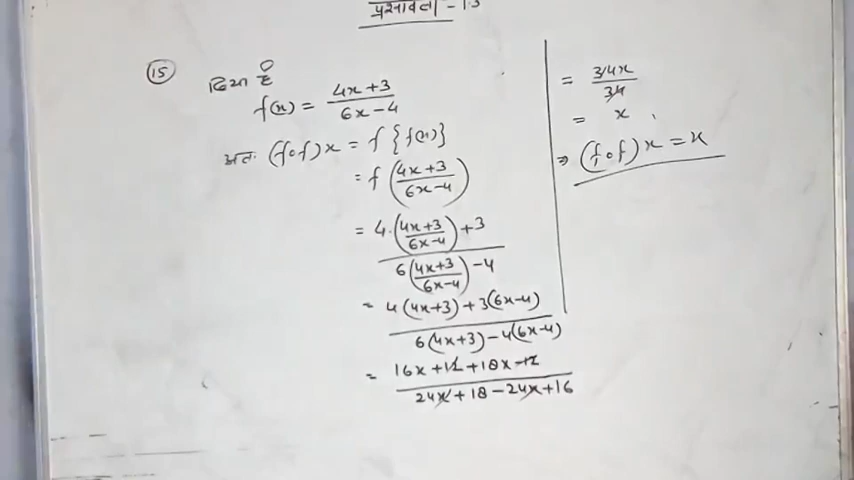 प्रश्नावली - 1.3
(15) दिया है
f(x) = (4x+3)/(6x-4)
अतः (fof)x = f{f(x)}
= f((4x+3)/(6x-4))
= (4.((4x+3)/(6x-4))+3)/(6((4x+3)/(6x-4))-4)
= (4(4x+3)+3(6x-4))/(6(4x+3)-4(6x-4))
= (16x+12+18x-12)/(24x+18-24x+16)
= 34x/34
= x
⇒ (fof)x = x